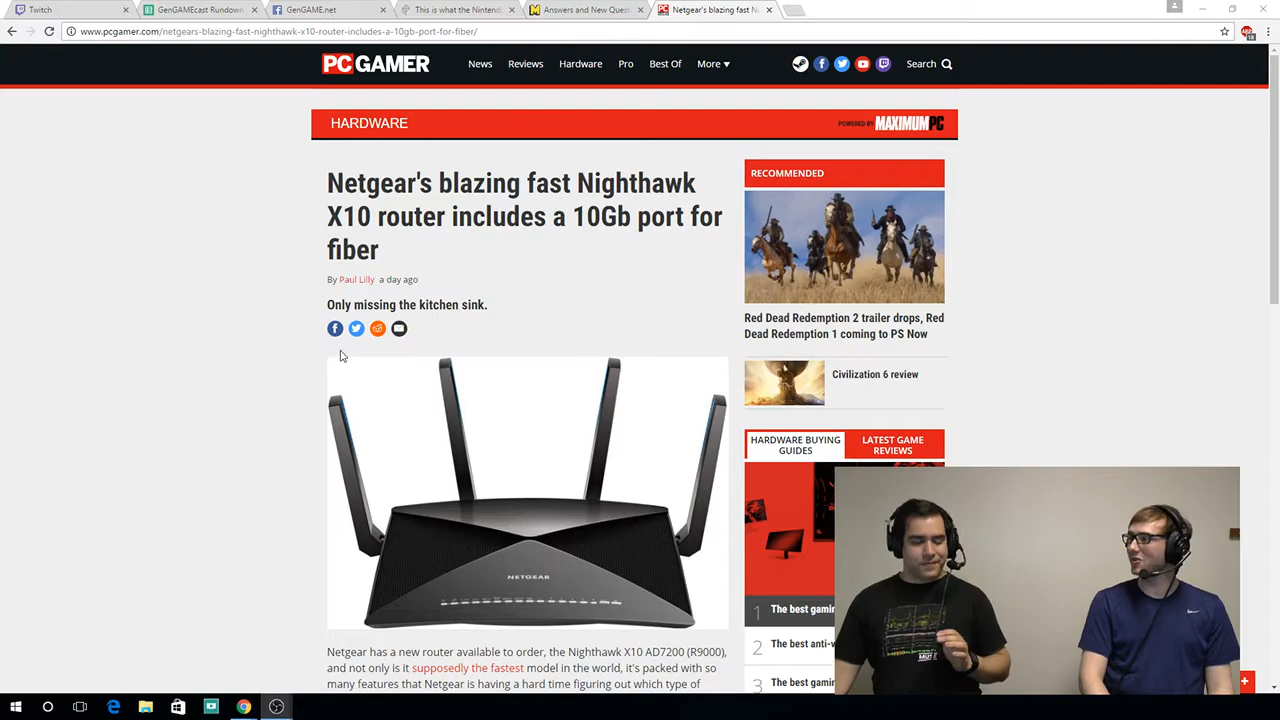 Twitch
GenGAMEcast Rundown
GenGAME.net
This is what the Nintend
Answers and New Quest
Netgear's blazing fast Ni
www.pcgamer.com/netgears-blazing-fast-nighthawk-x10-router-includes-a-10gb-port-for-fiber/
PC GAMER
News
Reviews
Hardware
Pro
Best Of
More
Search
HARDWARE
POWERED BY MAXIMUMPC
Netgear's blazing fast Nighthawk
X10 router includes a 10Gb port for
fiber
By Paul Lilly a day ago
Only missing the kitchen sink.
NETGEAR
Netgear has a new router available to order, the Nighthawk X10 AD7200 (R9000),
and not only is it supposedly the fastest model in the world, it's packed with so
many features that Netgear is having a hard time figuring out which type of
RECOMMENDED
Red Dead Redemption 2 trailer drops, Red
Dead Redemption 1 coming to PS Now
Civilization 6 review
HARDWARE BUYING
GUIDES
LATEST GAME
REVIEWS
1 The best gamin
2 The best anti-v
3 The best gamin